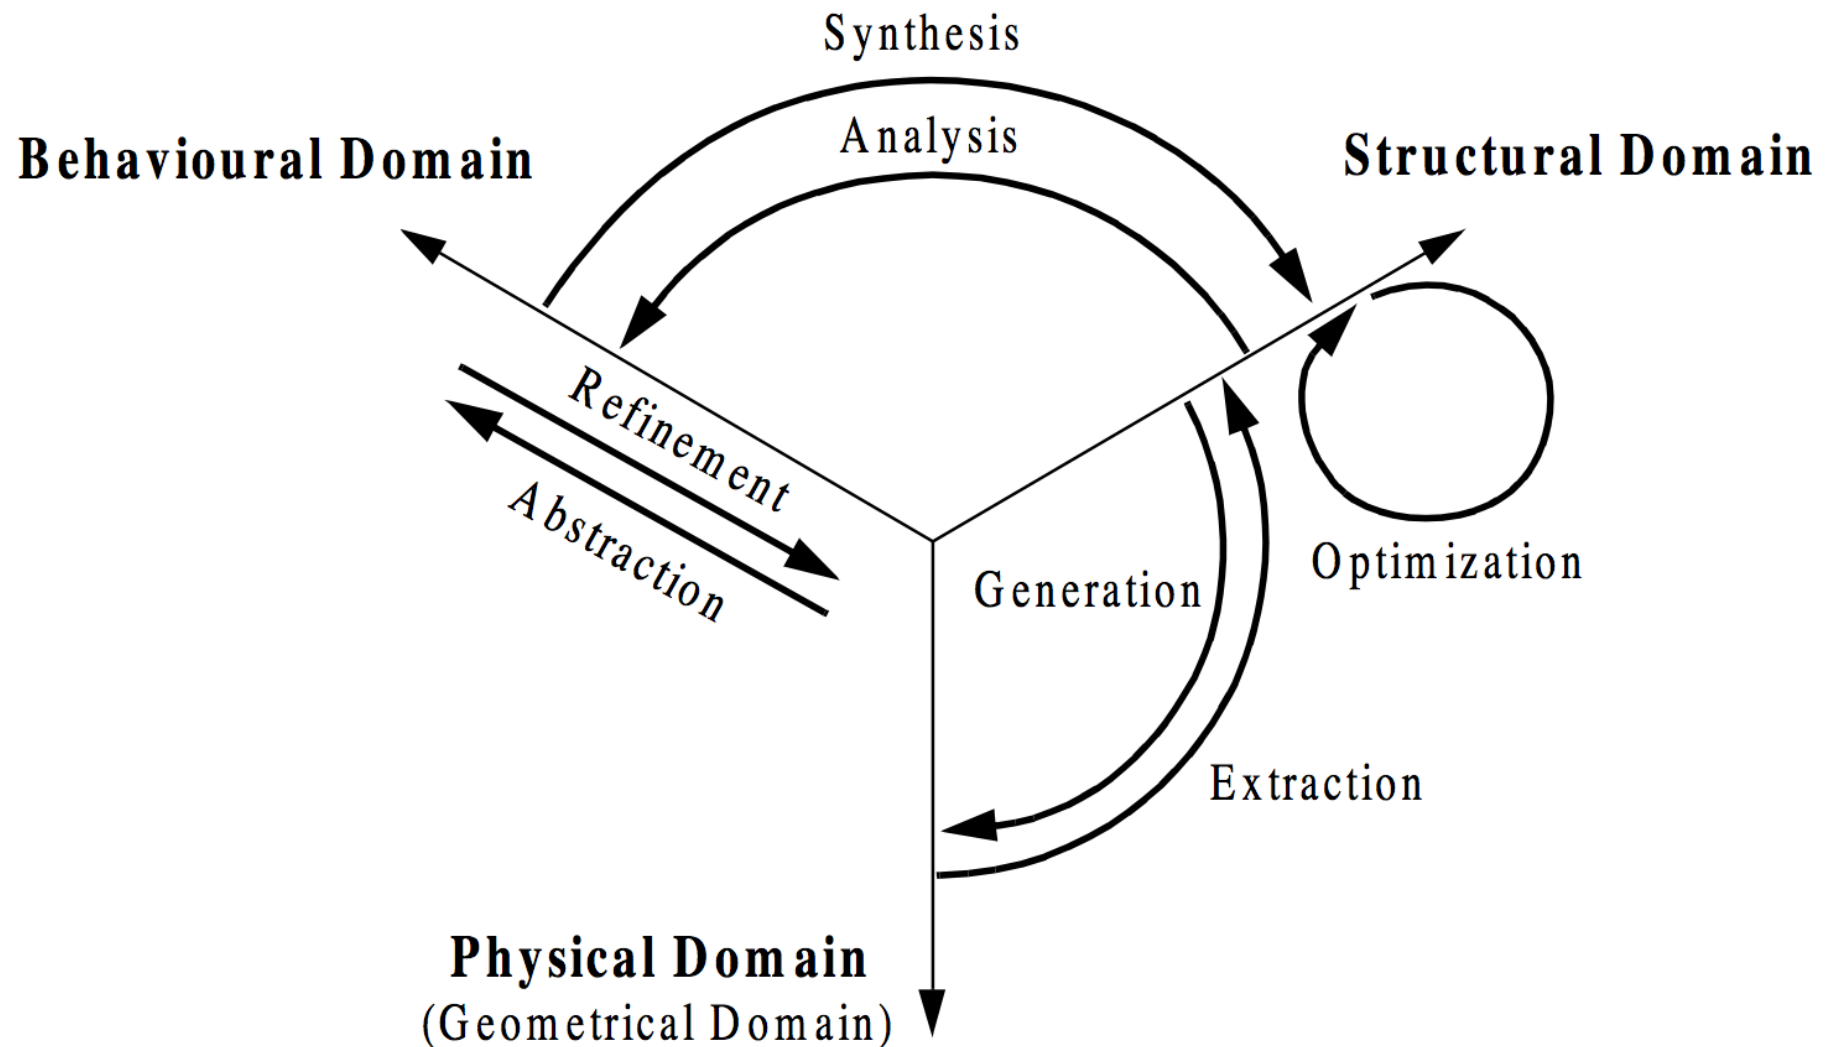 Synthesis
Analysis
Behavioural Domain
Structural Domain
Refinement
Abstraction
Generation
Optimization
Extraction
Physical Domain
(Geometrical Domain)